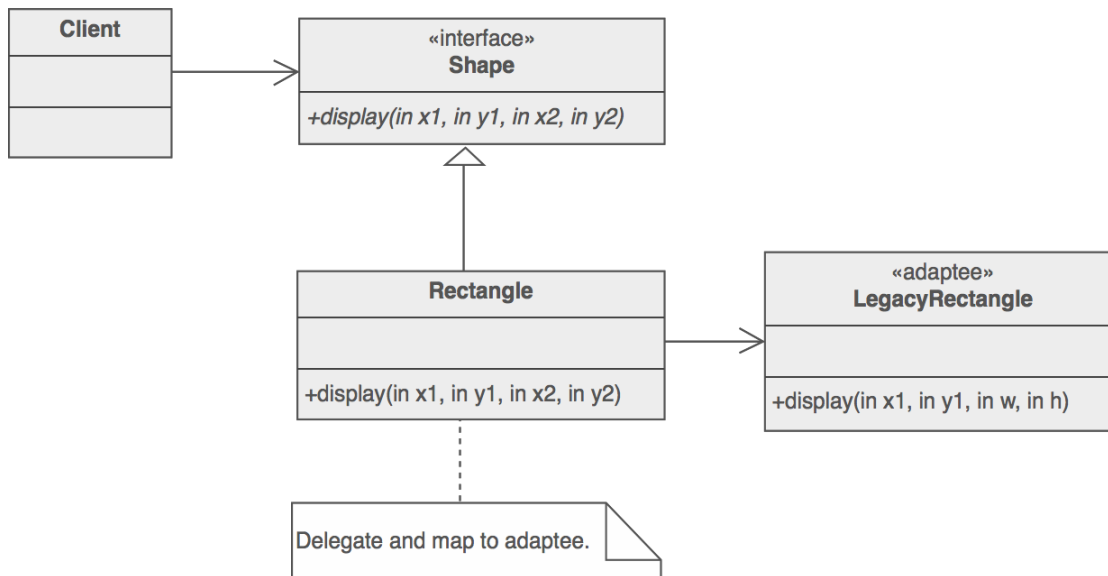 Client
«interface»
Shape
+display(in x1, in y1, in x2, in y2)
Rectangle
+display(in x1, in y1, in x2, in y2)
«adaptee»
LegacyRectangle
+display(in x1, in y1, in w, in h)
Delegate and map to adaptee.